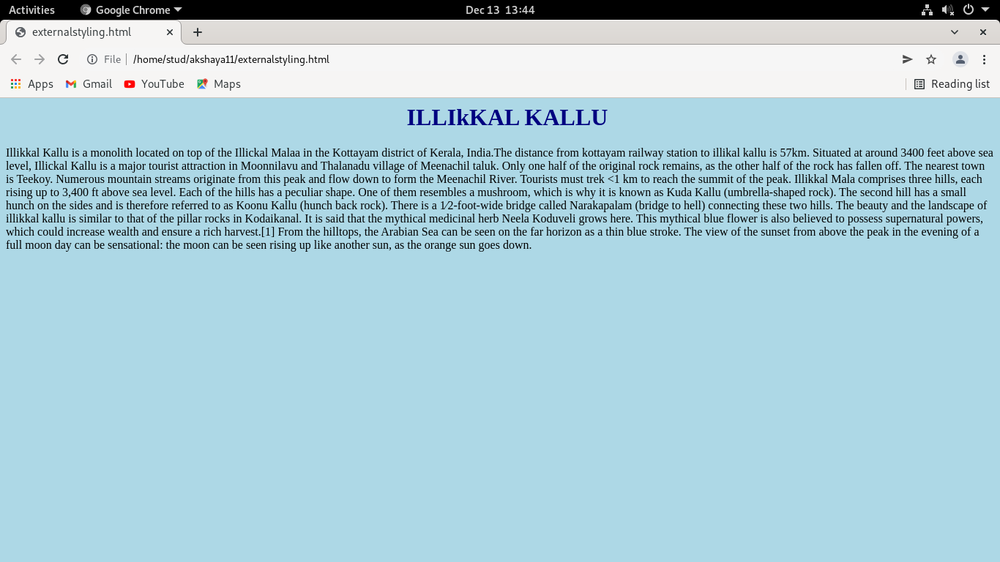 Activities Google Chrome Dec 13 13:44
externalstyling.html
File /home/stud/akshaya11/externalstyling.html
Apps Gmail YouTube Maps Reading list
ILLIkKAL KALLU
Illikkal Kallu is a monolith located on top of the Illickal Malaa in the Kottayam district of Kerala, India.The distance from kottayam railway station to illikal kallu is 57km. Situated at around 3400 feet above sea
level, Illickal Kallu is a major tourist attraction in Moonnilavu and Thalanadu village of Meenachil taluk. Only one half of the original rock remains, as the other half of the rock has fallen off. The nearest town
is Teekoy. Numerous mountain streams originate from this peak and flow down to form the Meenachil River. Tourists must trek <1 km to reach the summit of the peak. Illikkal Mala comprises three hills, each
rising up to 3,400 ft above sea level. Each of the hills has a peculiar shape. One of them resembles a mushroom, which is why it is known as Kuda Kallu (umbrella-shaped rock). The second hill has a small
hunch on the sides and is therefore referred to as Koonu Kallu (hunch back rock). There is a 1⁄2-foot-wide bridge called Narakapalam (bridge to hell) connecting these two hills. The beauty and the landscape of
illikkal kallu is similar to that of the pillar rocks in Kodaikanal. It is said that the mythical medicinal herb Neela Koduveli grows here. This mythical blue flower is also believed to possess supernatural powers,
which could increase wealth and ensure a rich harvest.[1] From the hilltops, the Arabian Sea can be seen on the far horizon as a thin blue stroke. The view of the sunset from above the peak in the evening of a
full moon day can be sensational: the moon can be seen rising up like another sun, as the orange sun goes down.